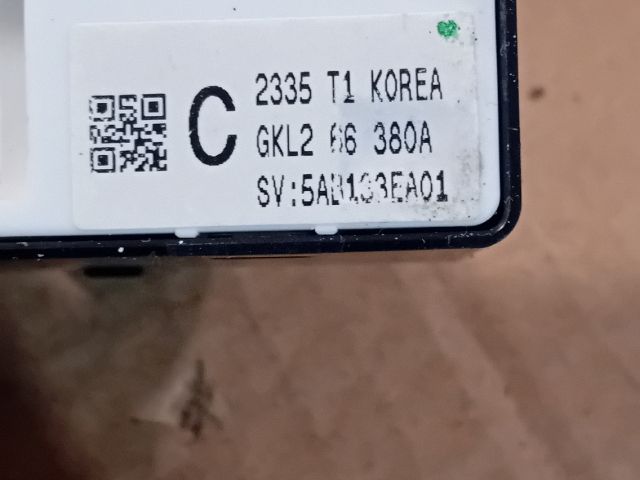 C
2335 T1 KOREA
GKL2 66 380A
SV:5AB133EA01